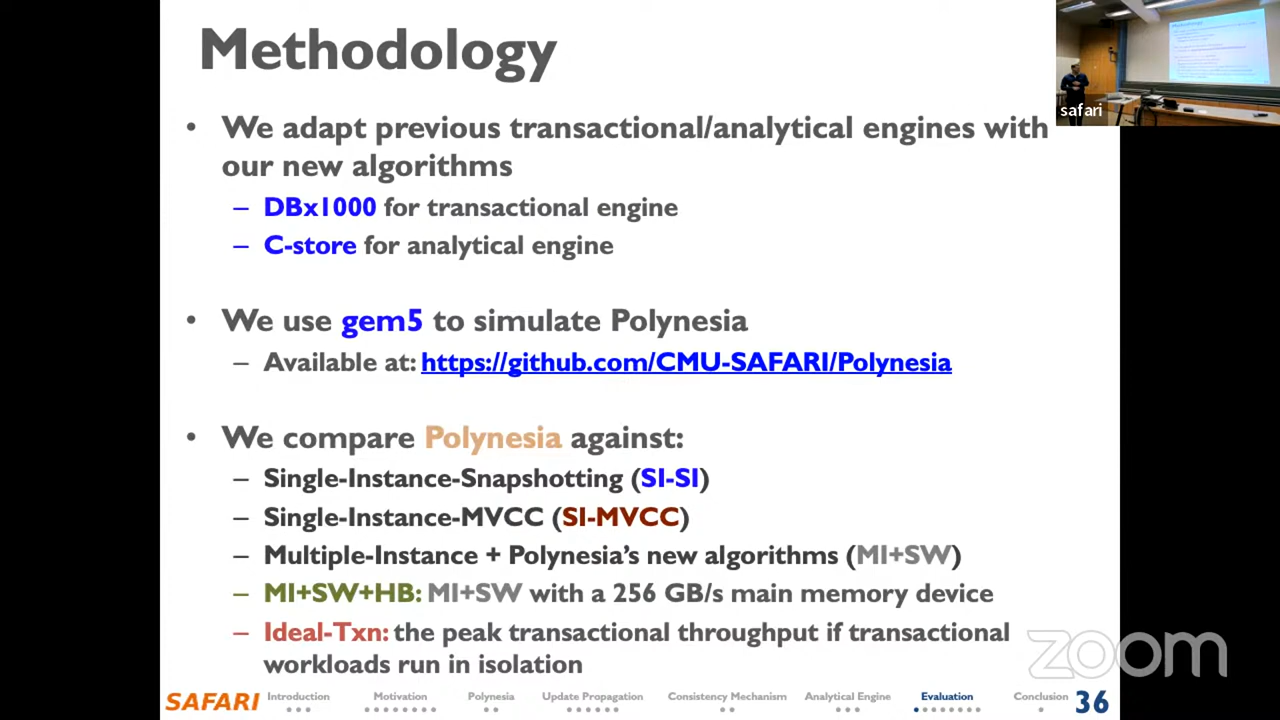 Methodology
safari
• We adapt previous transactional/analytical engines with
our new algorithms
– DBx1000 for transactional engine
– C-store for analytical engine
• We use gem5 to simulate Polynesia
– Available at: https://github.com/CMU-SAFARI/Polynesia
• We compare Polynesia against:
– Single-Instance-Snapshotting (SI-SI)
– Single-Instance-MVCC (SI-MVCC)
– Multiple-Instance + Polynesia’s new algorithms (MI+SW)
– MI+SW+HB: MI+SW with a 256 GB/s main memory device
– Ideal-Txn: the peak transactional throughput if transactional
workloads run in isolation
zoom
SAFARI Introduction Motivation Polynesia Update Propagation Consistency Mechanism Analytical Engine Evaluation Conclusion 36